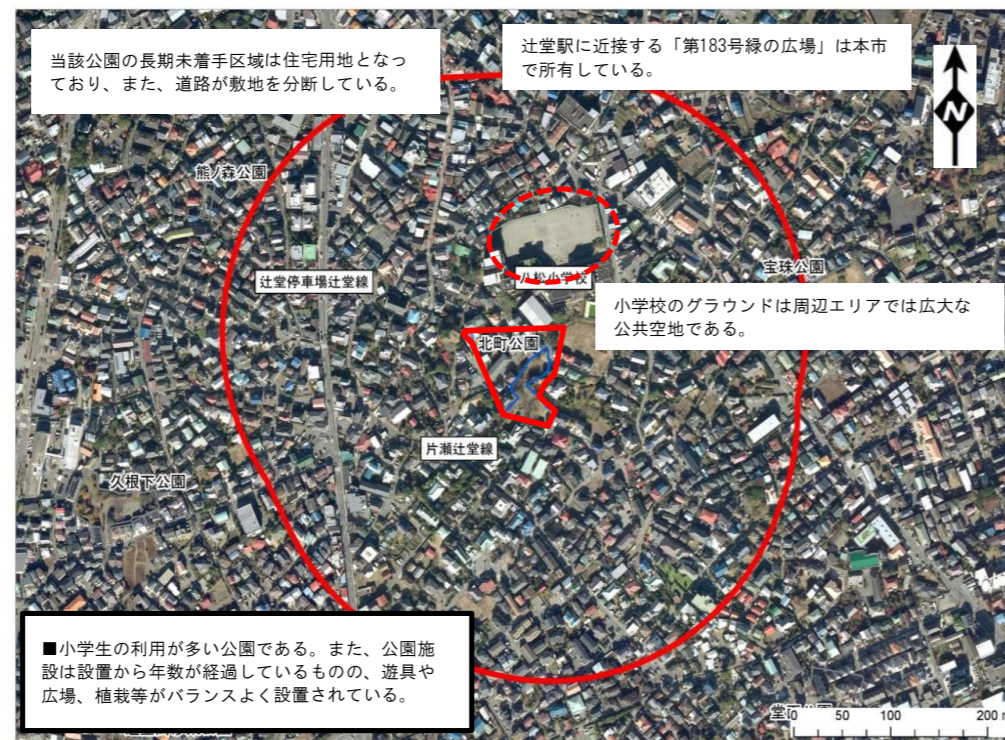 当該公園の長期未着手区域は住宅用地となっ
ており、また、道路が敷地を分断している。
辻堂駅に近接する「第183号緑の広場」は本市
で所有している。
N
熊ノ森公園
八松小学校
宝珠公園
辻堂停車場辻堂線
小学校のグラウンドは周辺エリアでは広大な
公共空地である。
北町公園
片瀬辻堂線
久根下公園
■小学生の利用が多い公園である。また、公園施
設は設置から年数が経過しているものの、遊具や
広場、植栽等がバランスよく設置されている。
0 50 100 200 m